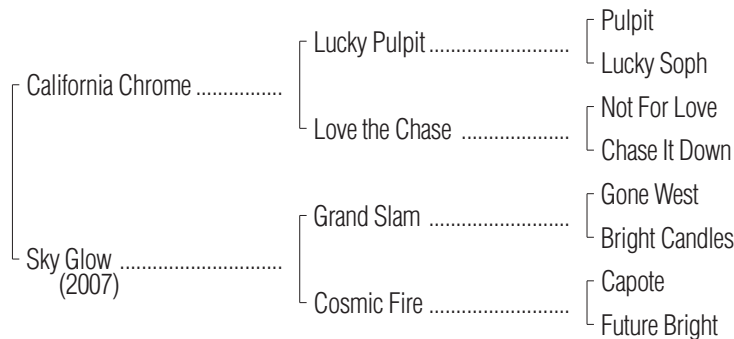 Pulpit
Lucky Pulpit ..........................
Lucky Soph
California Chrome ................
Not For Love
Love the Chase ....................
Chase It Down
Gone West
Grand Slam ..........................
Bright Candles
Sky Glow ..............................
(2007)
Capote
Cosmic Fire ..........................
Future Bright